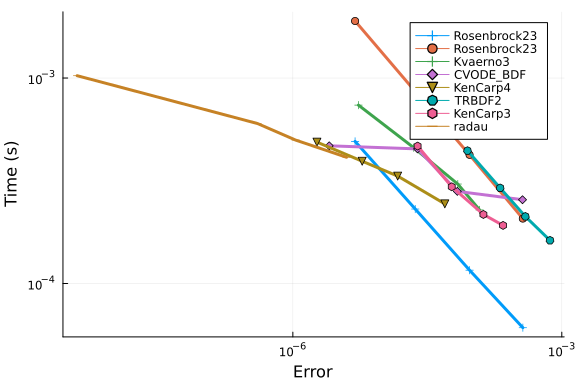 Rosenbrock23
Rosenbrock23
Kvaerno3
CVODE_BDF
KenCarp4
TRBDF2
KenCarp3
radau
10⁻³
10⁻⁴
Time (s)
10⁻⁶
10⁻³
Error